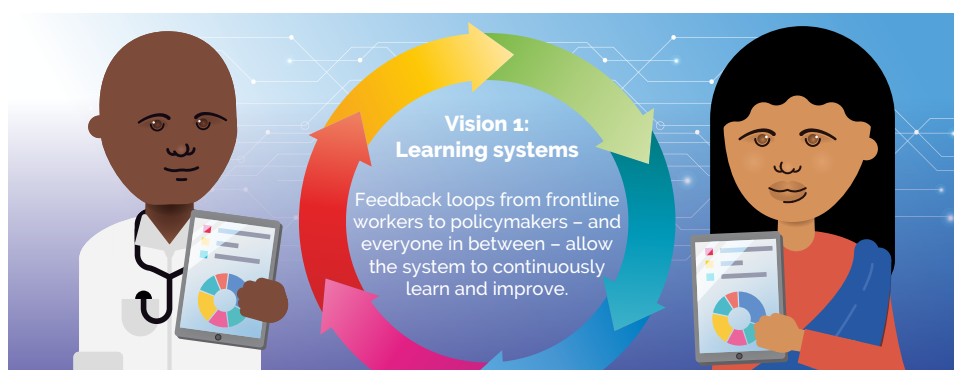 Vision 1:
Learning systems
Feedback loops from frontline
workers to policymakers – and
everyone in between – allow
the system to continuously
learn and improve.